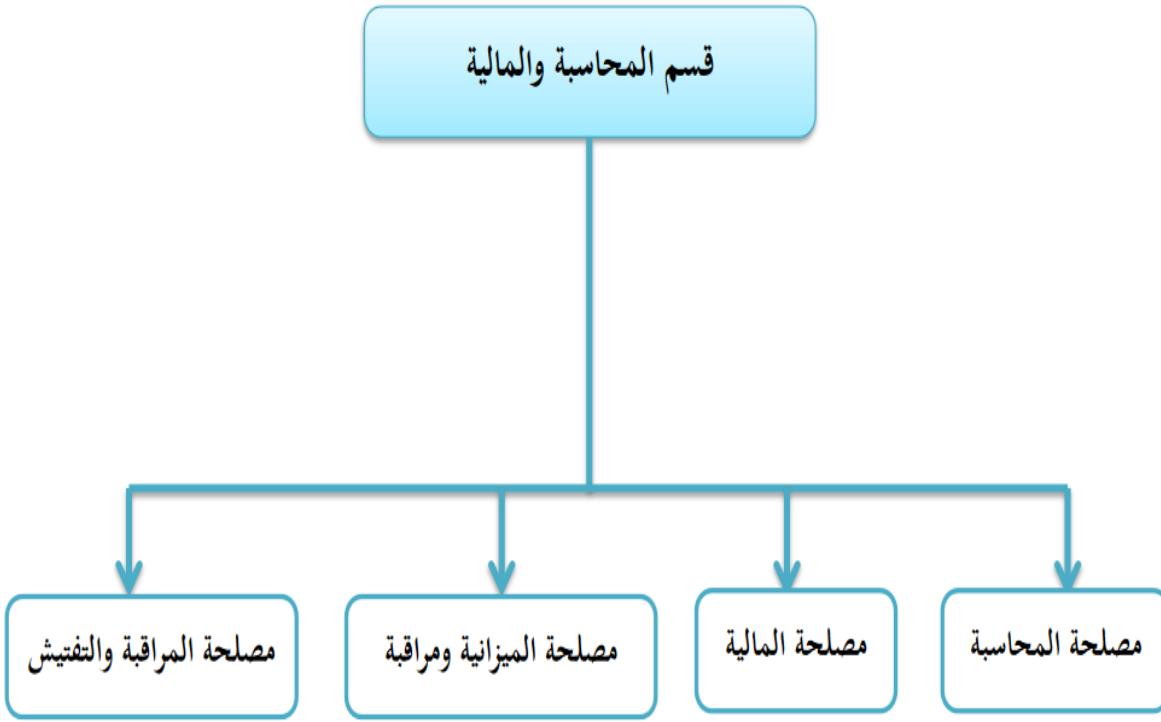 قسم المحاسبة والمالية
مصلحة المحاسبة
مصلحة المالية
مصلحة الميزانية ومراقبة
مصلحة المراقبة والتفتيش